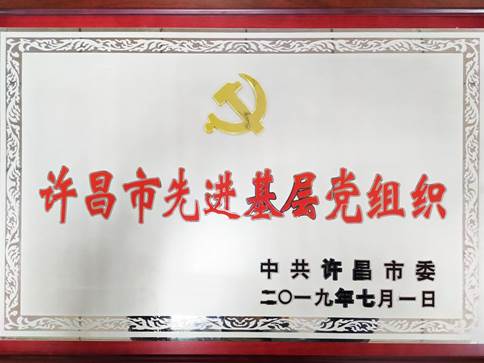 许昌市先进基层党组织
中共许昌市委
二〇一九年七月一日